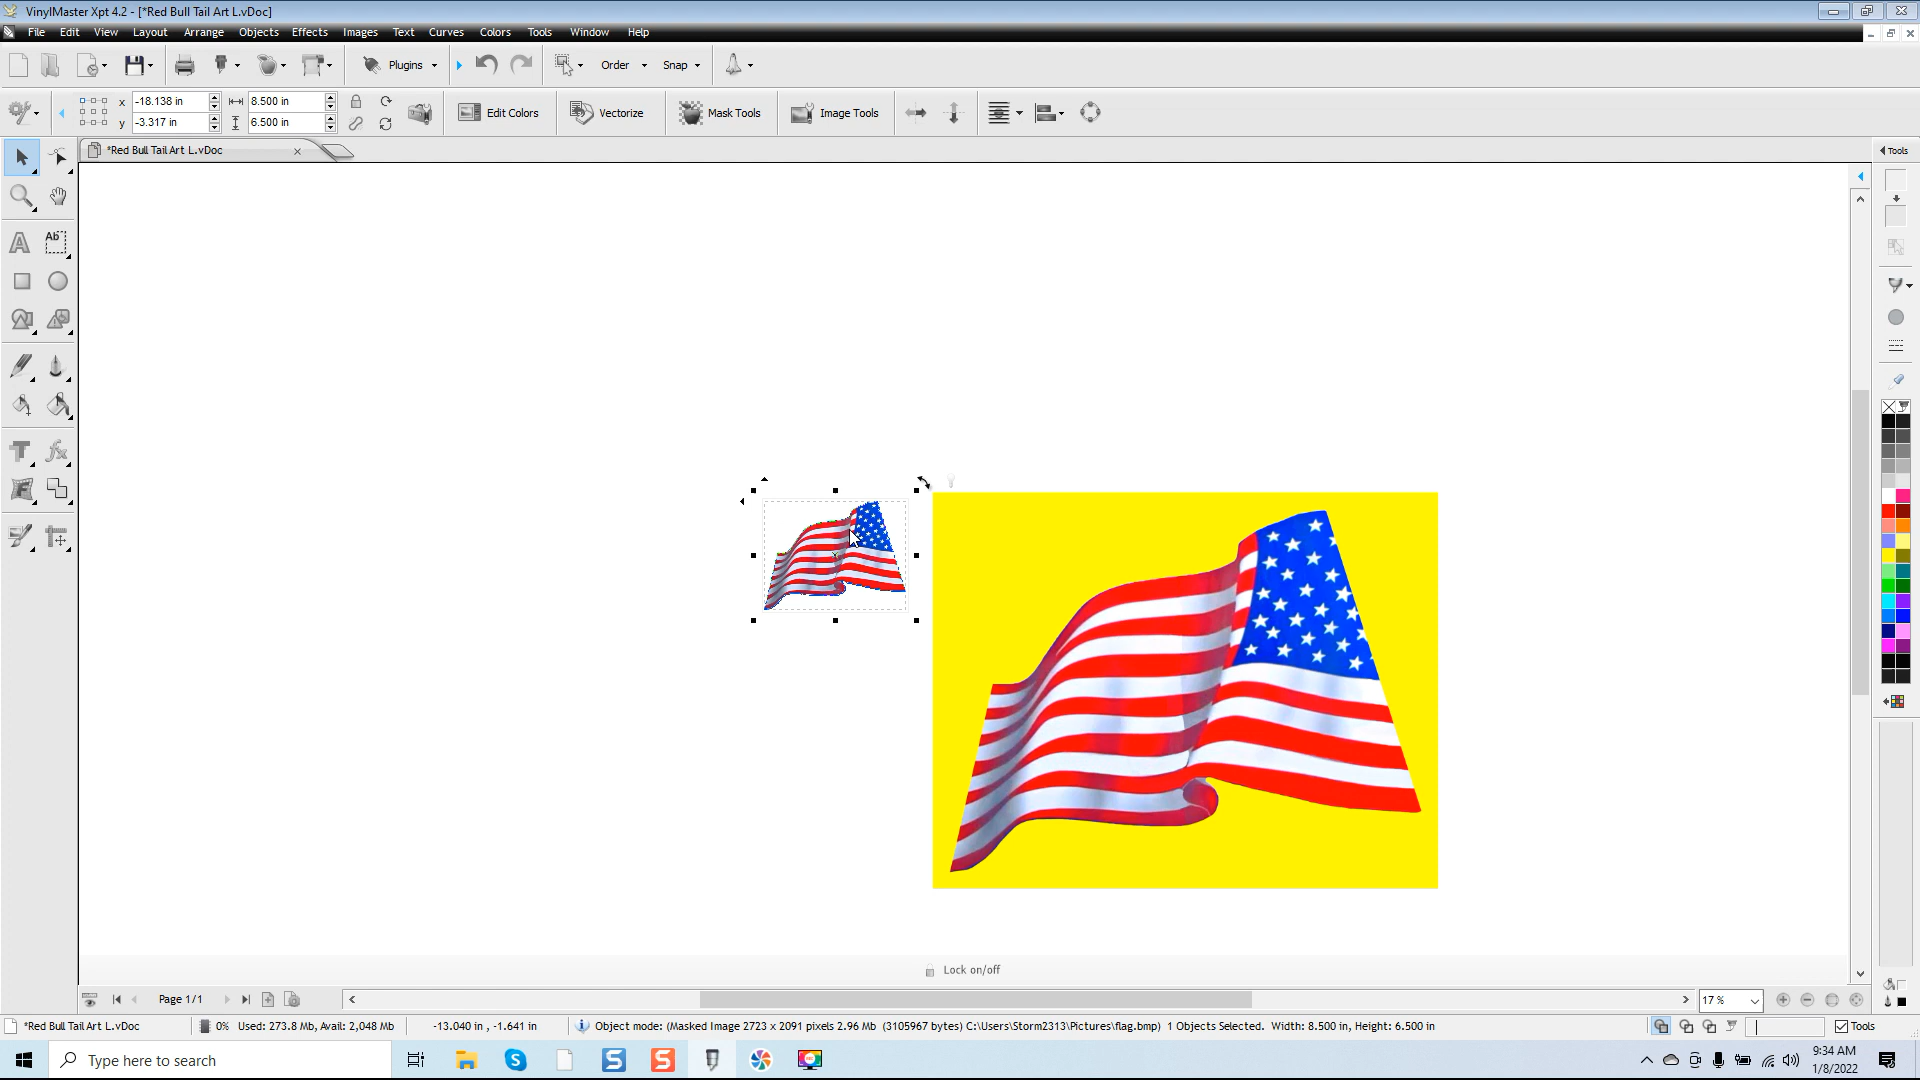 VinylMaster Xpt 4.2 - [*Red Bull Tail Art L.vDoc]
File Edit View Layout Arrange Objects Effects Images Text Curves Colors Tools Window Help
Plugins Order Snap
x -18.138 in 8.500 in
y -3.317 in 6.500 in
Edit Colors Vectorize Mask Tools Image Tools
*Red Bull Tail Art L.vDoc
Tools
Ab
Lock on/off
Page 1/1
17 %
*Red Bull Tail Art L.vDoc 0% Used: 273.8 Mb, Avail: 2,048 Mb -13.040 in , -1.641 in Object mode: (Masked Image 2723 x 2091 pixels 2.96 Mb (3105967 bytes) C:\Users\Storm2313\Pictures\flag.bmp) 1 Objects Selected. Width: 8.500 in, Height: 6.500 in Tools
Type here to search
9:34 AM
1/8/2022